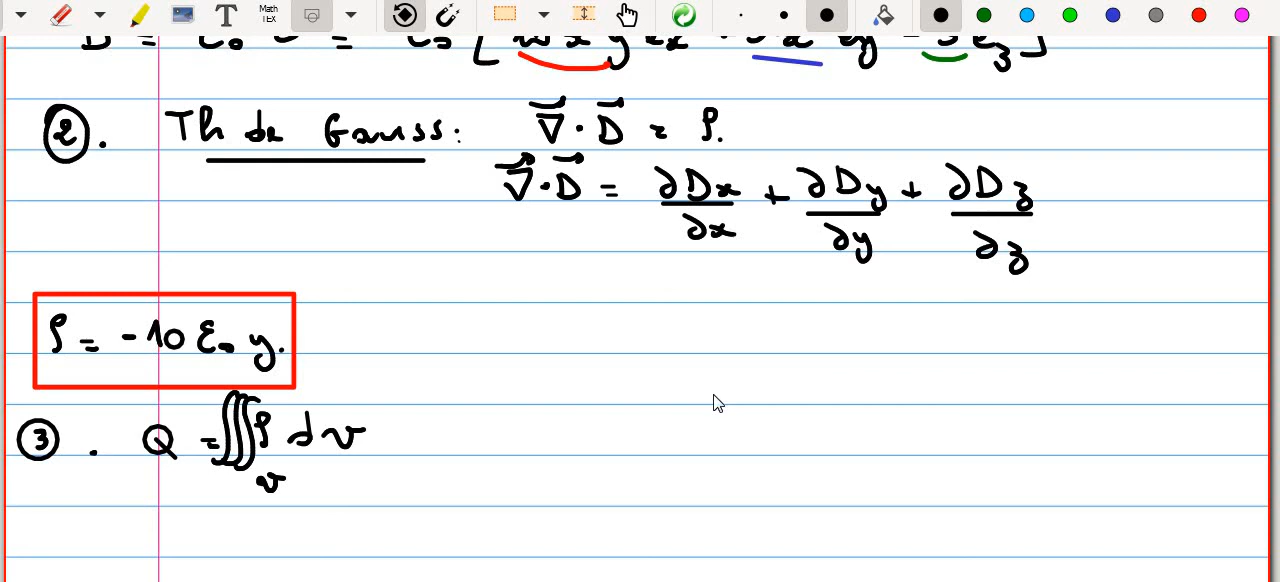 Math
TEX
②. Th de Gauss: ∇⃗ · D⃗ = ρ.
∇⃗ · D⃗ = ∂Dx/∂x + ∂Dy/∂y + ∂Dz/∂z
ρ = -10 ε₀ y.
③. Q = ∭ᵥ ρ dv